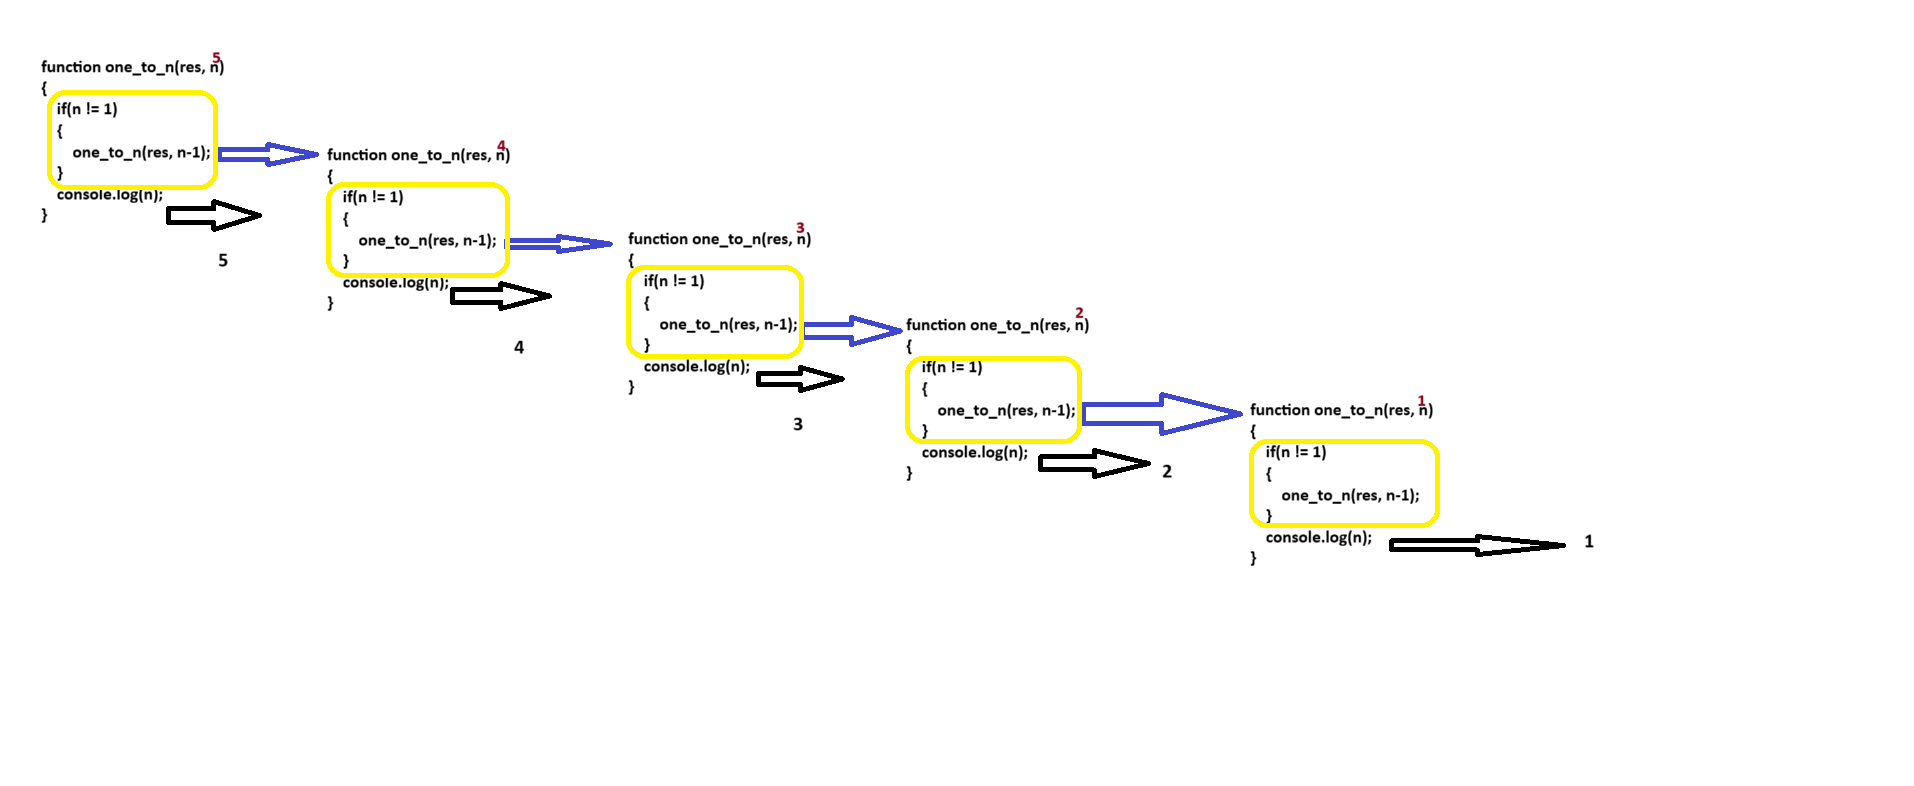 5
function one_to_n(res, n)
{
if(n != 1)
{
one_to_n(res, n-1);
}
console.log(n);
}
5
4
function one_to_n(res, n)
{
if(n != 1)
{
one_to_n(res, n-1);
}
console.log(n);
}
4
3
function one_to_n(res, n)
{
if(n != 1)
{
one_to_n(res, n-1);
}
console.log(n);
}
3
2
function one_to_n(res, n)
{
if(n != 1)
{
one_to_n(res, n-1);
}
console.log(n);
}
2
1
function one_to_n(res, n)
{
if(n != 1)
{
one_to_n(res, n-1);
}
console.log(n);
}
1